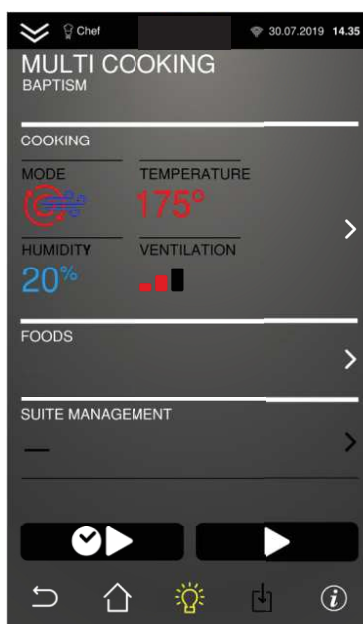 Chef 30.07.2019 14.35
MULTI COOKING
BAPTISM
COOKING
MODE TEMPERATURE
175°
HUMIDITY VENTILATION
20%
FOODS
SUITE MANAGEMENT